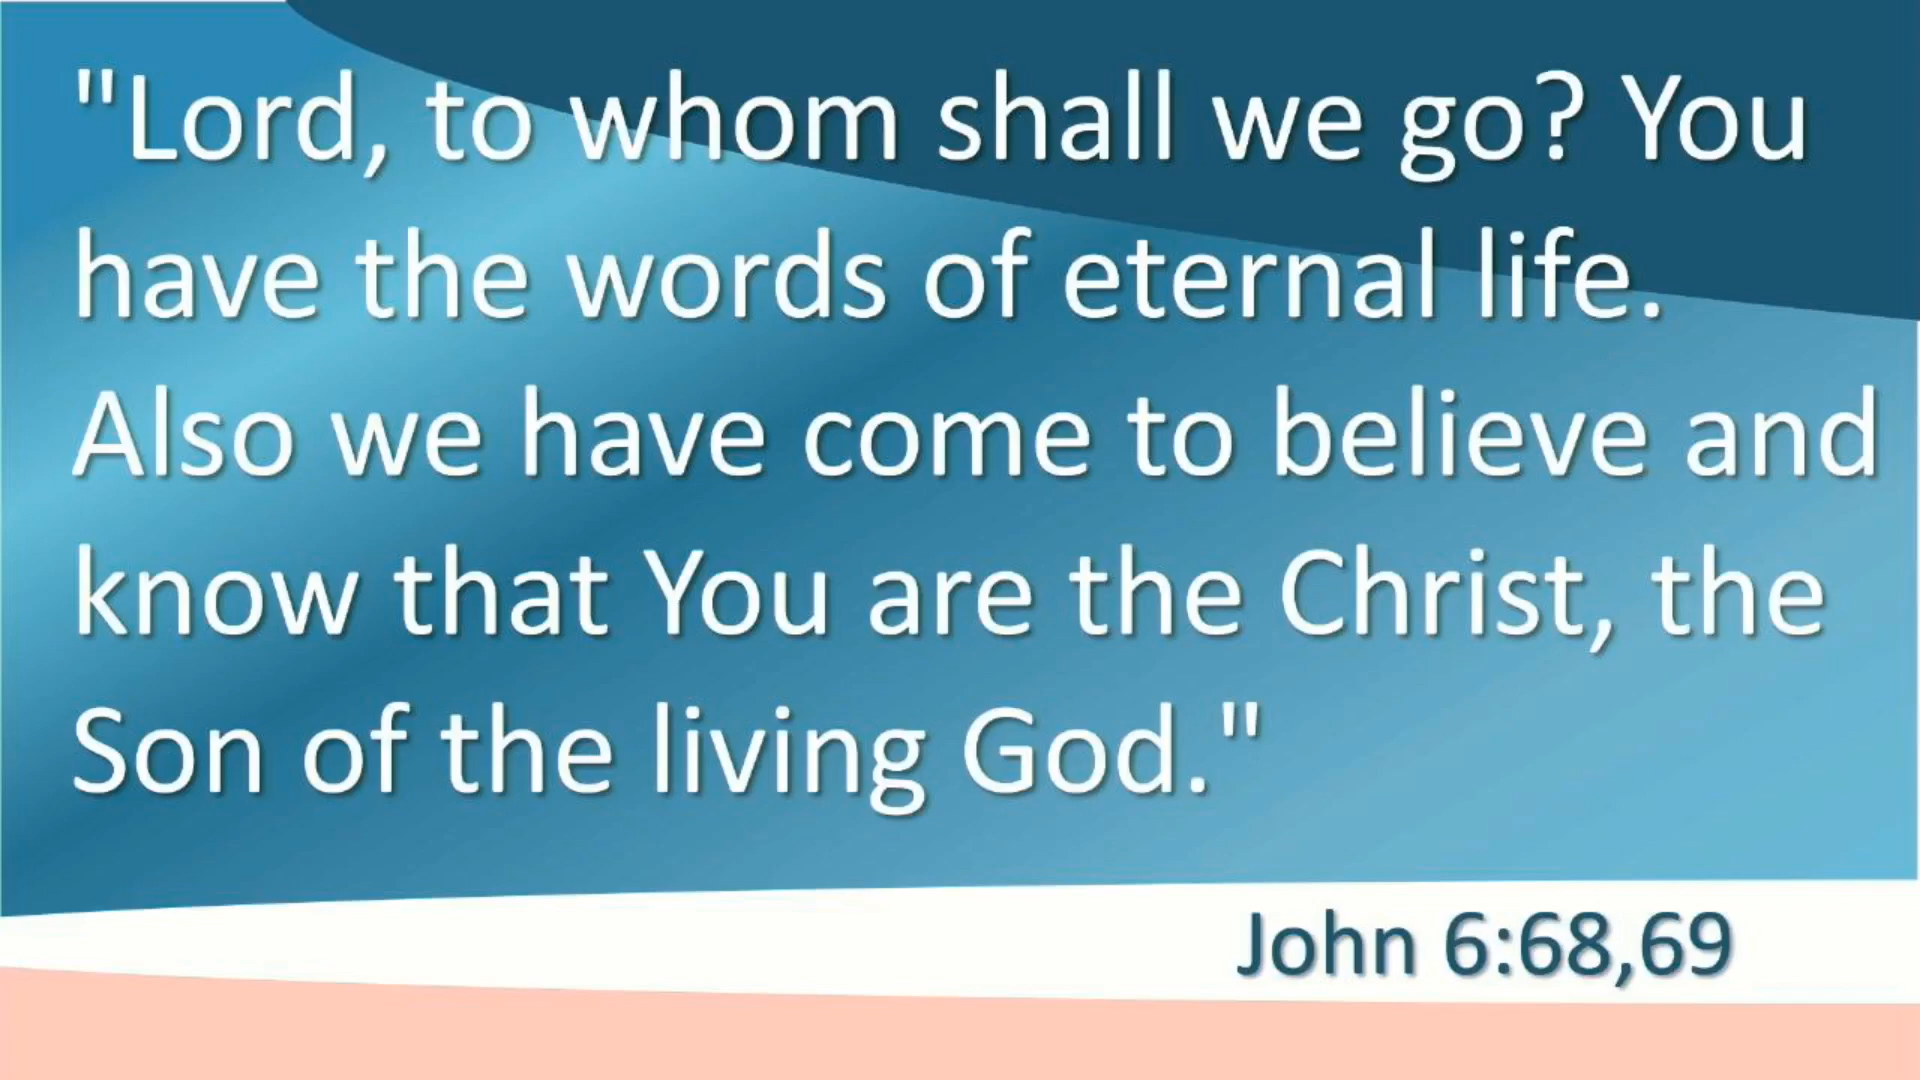 "Lord, to whom shall we go? You
have the words of eternal life.
Also we have come to believe and
know that You are the Christ, the
Son of the living God."
John 6:68,69